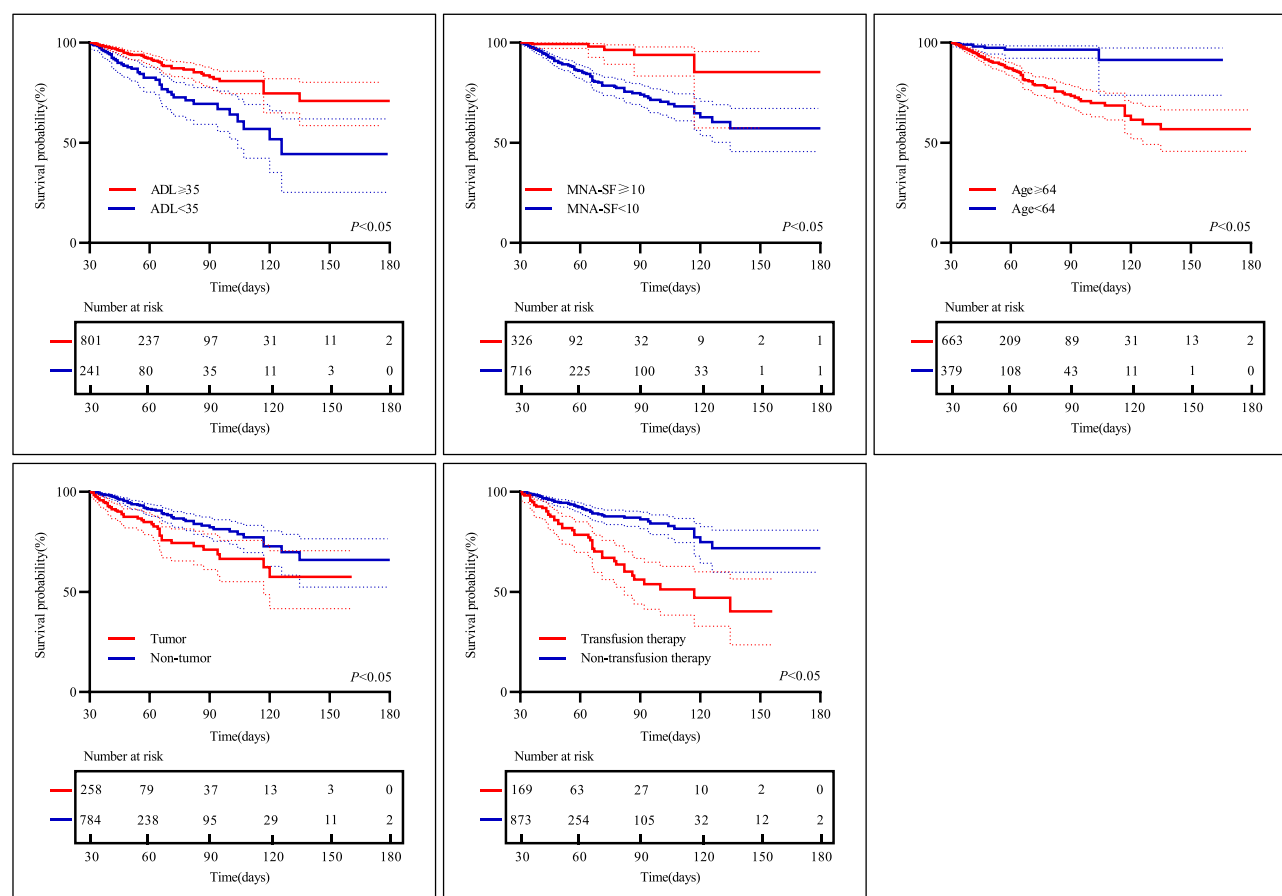 Survival probability(%)
100
50
0
ADL≥35
ADL<35
P<0.05
30 60 90 120 150 180
Time(days)
Number at risk
801 237 97 31 11 2
241 80 35 11 3 0
30 60 90 120 150 180
Time(days)
Survival probability(%)
100
50
0
MNA-SF≥10
MNA-SF<10
P<0.05
30 60 90 120 150 180
Time(days)
Number at risk
326 92 32 9 2 1
716 225 100 33 1 1
30 60 90 120 150 180
Time(days)
Survival probability(%)
100
50
0
Age≥64
Age<64
P<0.05
30 60 90 120 150 180
Time(days)
Number at risk
663 209 89 31 13 2
379 108 43 11 1 0
30 60 90 120 150 180
Time(days)
Survival probability(%)
100
50
0
Tumor
Non-tumor
P<0.05
30 60 90 120 150 180
Time(days)
Number at risk
258 79 37 13 3 0
784 238 95 29 11 2
30 60 90 120 150 180
Time(days)
Survival probability(%)
100
50
0
Transfusion therapy
Non-transfusion therapy
P<0.05
30 60 90 120 150 180
Time(days)
Number at risk
169 63 27 10 2 0
873 254 105 32 12 2
30 60 90 120 150 180
Time(days)